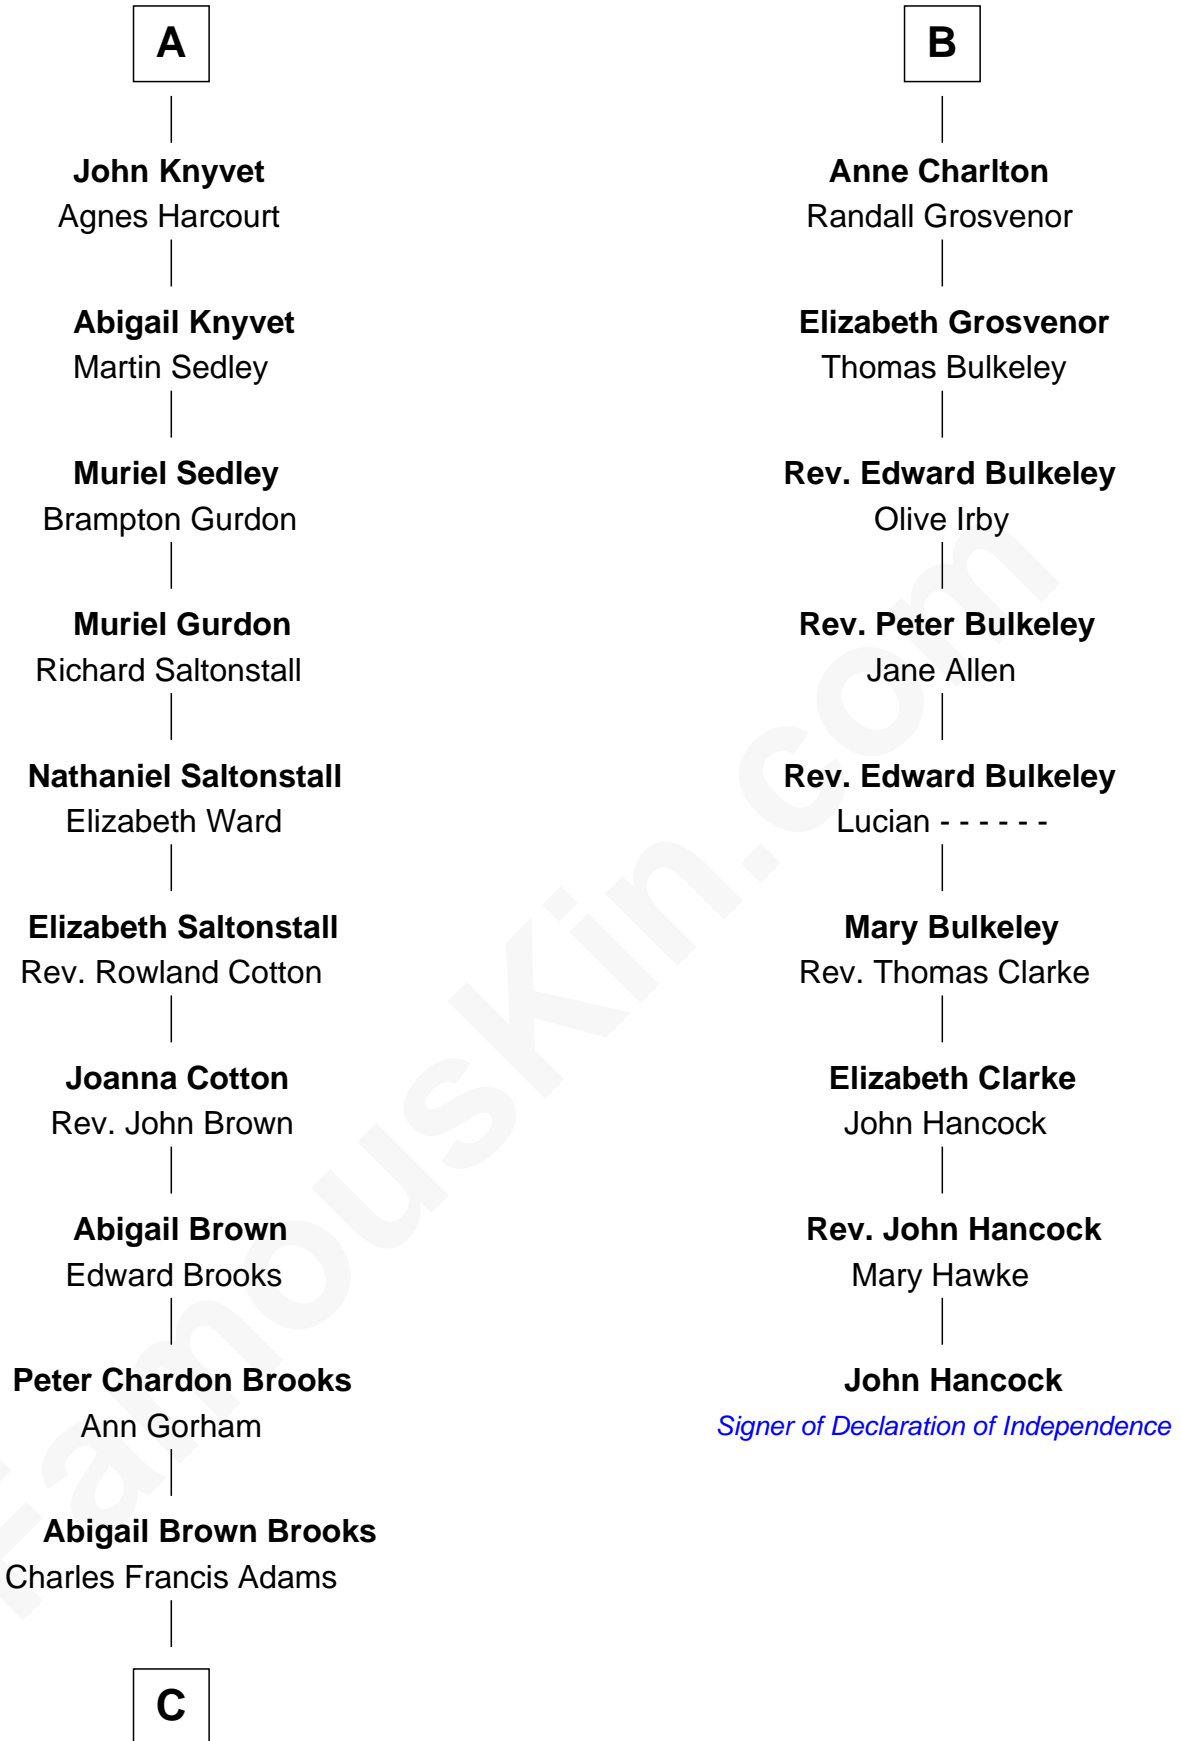 A
John Knyvet
Agnes Harcourt
Abigail Knyvet
Martin Sedley
Muriel Sedley
Brampton Gurdon
Muriel Gurdon
Richard Saltonstall
Nathaniel Saltonstall
Elizabeth Ward
Elizabeth Saltonstall
Rev. Rowland Cotton
Joanna Cotton
Rev. John Brown
Abigail Brown
Edward Brooks
Peter Chardon Brooks
Ann Gorham
Abigail Brown Brooks
Charles Francis Adams
C
B
Anne Charlton
Randall Grosvenor
Elizabeth Grosvenor
Thomas Bulkeley
Rev. Edward Bulkeley
Olive Irby
Rev. Peter Bulkeley
Jane Allen
Rev. Edward Bulkeley
Lucian - - - - - -
Mary Bulkeley
Rev. Thomas Clarke
Elizabeth Clarke
John Hancock
Rev. John Hancock
Mary Hawke
John Hancock
Signer of Declaration of Independence
FamousKin.com